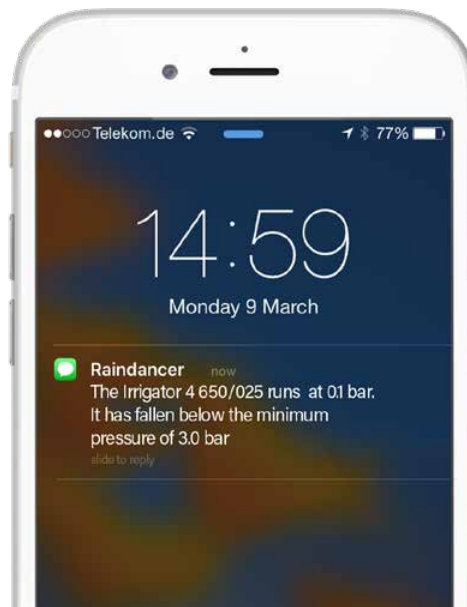 Telekom.de 77%
14:59
Monday 9 March
Raindancer now
The Irrigator 4 650/025 runs at 0.1 bar.
It has fallen below the minimum
pressure of 3.0 bar
slide to reply